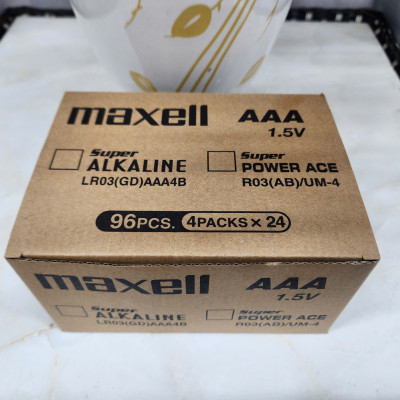 maxell AAA
1.5V
Super ALKALINE
LR03(GD)AAA4B
Super POWER ACE
R03(AB)/UM-4
96PCS. 4PACKS × 24
maxell AAA
1.5V
Super ALKALINE
LR03(GD)AAA4B
Super POWER ACE
R03(AB)/UM-4